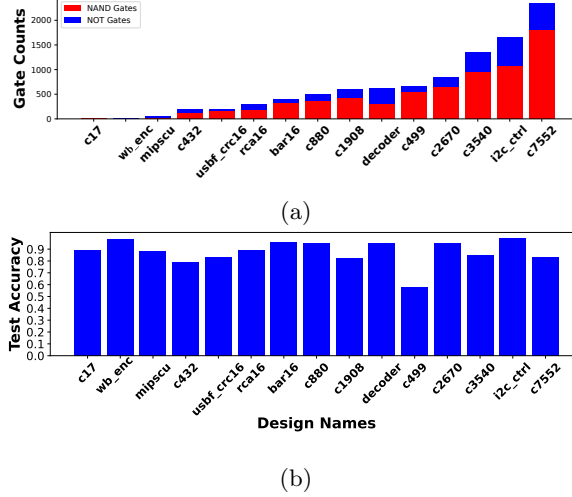 NAND Gates
NOT Gates
Gate Counts
2000
1500
1000
500
0
c17
wb_enc
mipscu
c432
usbf_crc16
rca16
bar16
c880
c1908
decoder
c499
c2670
c3540
i2c_ctrl
c7552
(a)
Test Accuracy
0.9
0.8
0.6
0.5
0.4
0.3
0.2
0.1
0.0
c17
wb_enc
mipscu
c432
usbf_crc16
rca16
bar16
c880
c1908
decoder
c499
c2670
c3540
i2c_ctrl
c7552
Design Names
(b)